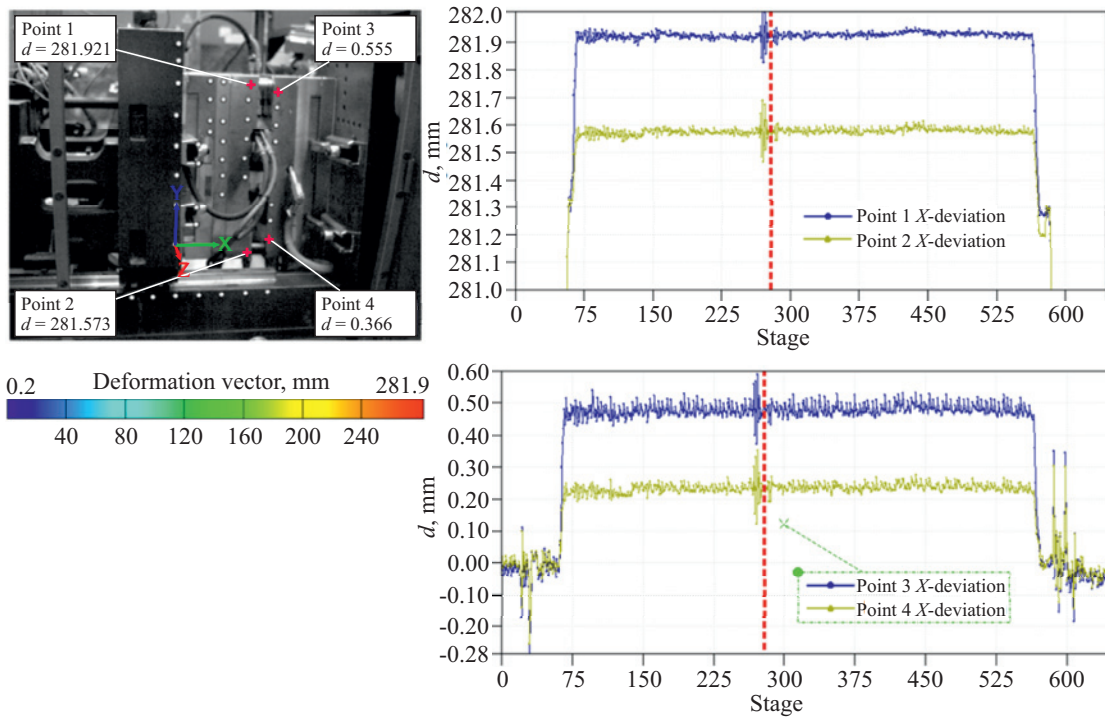 Point 1
d = 281.921
Point 3
d = 0.555
Y
X
Z
Point 2
d = 281.573
Point 4
d = 0.366
0.2 Deformation vector, mm 281.9
40 80 120 160 200 240
d, mm
282.0
281.9
281.7
281.6
281.5
281.3
281.2
281.1
281.0
Point 1 X-deviation
Point 2 X-deviation
0 75 150 225 300 375 450 525 600
Stage
d, mm
0.60
0.50
0.40
0.30
0.20
0.10
0.00
-0.10
-0.20
-0.28
Point 3 X-deviation
Point 4 X-deviation
0 75 150 225 300 375 450 525 600
Stage